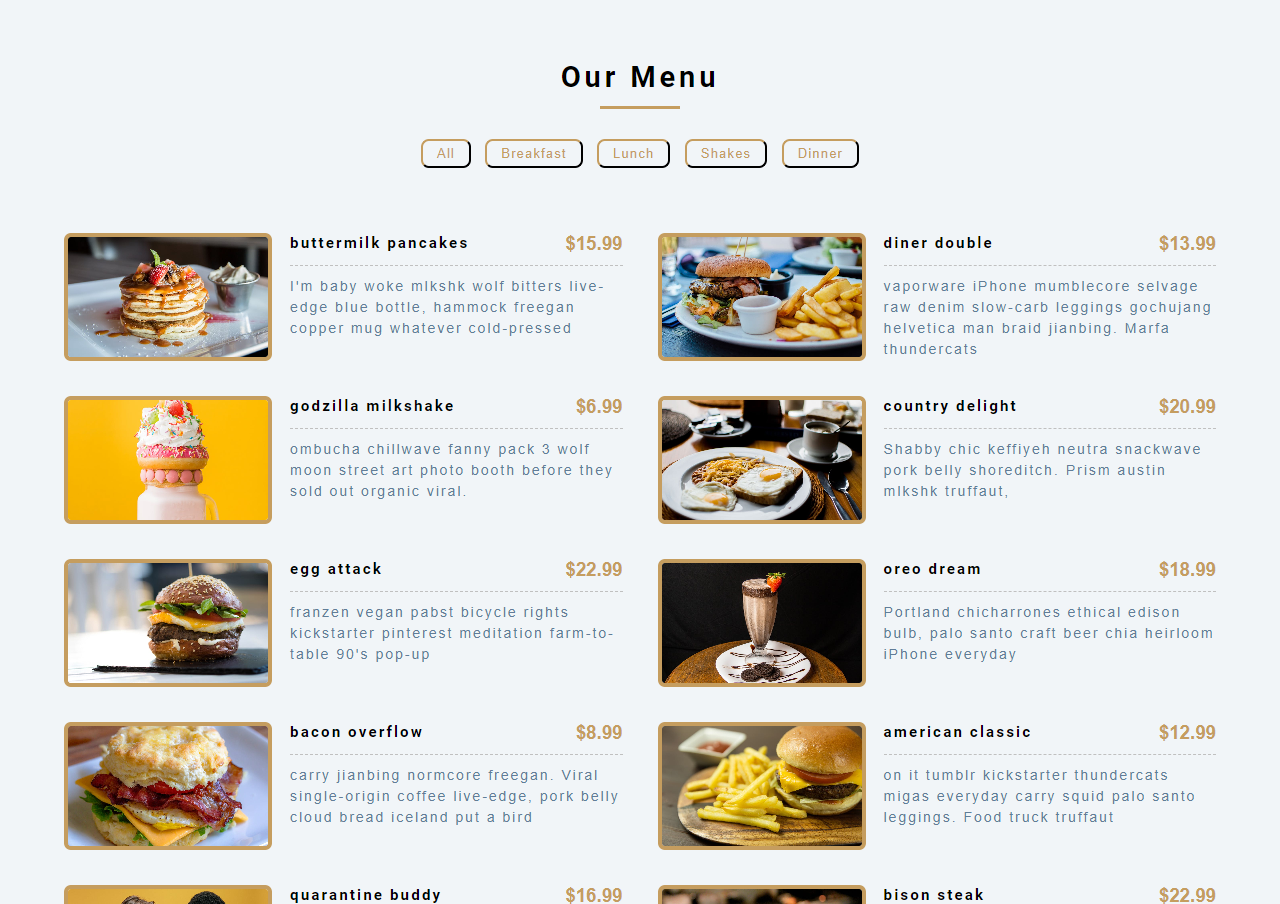 Our Menu
All
Breakfast
Lunch
Shakes
Dinner
buttermilk pancakes
$15.99
I'm baby woke mlkshk wolf bitters live-
edge blue bottle, hammock freegan
copper mug whatever cold-pressed
diner double
$13.99
vaporware iPhone mumblecore selvage
raw denim slow-carb leggings gochujang
helvetica man braid jianbing. Marfa
thundercats
godzilla milkshake
$6.99
ombucha chillwave fanny pack 3 wolf
moon street art photo booth before they
sold out organic viral.
country delight
$20.99
Shabby chic keffiyeh neutra snackwave
pork belly shoreditch. Prism austin
mlkshk truffaut,
egg attack
$22.99
franzen vegan pabst bicycle rights
kickstarter pinterest meditation farm-to-
table 90's pop-up
oreo dream
$18.99
Portland chicharrones ethical edison
bulb, palo santo craft beer chia heirloom
iPhone everyday
bacon overflow
$8.99
carry jianbing normcore freegan. Viral
single-origin coffee live-edge, pork belly
cloud bread iceland put a bird
american classic
$12.99
on it tumblr kickstarter thundercats
migas everyday carry squid palo santo
leggings. Food truck truffaut
quarantine buddy
$16.99
bison steak
$22.99